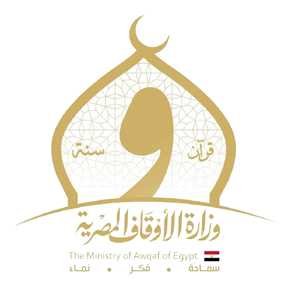 و
قرآن سنة
وزارة الأوقاف المصرية
The Ministry of Awqaf of Egypt
سماحة • فكر • نماء